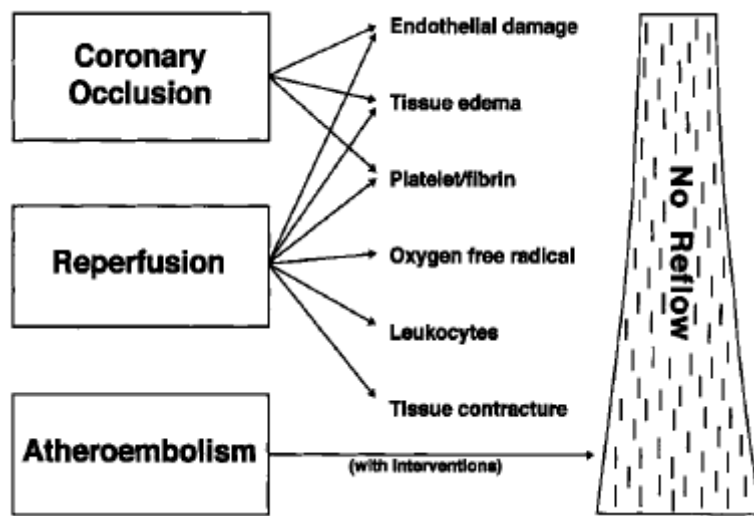 Coronary
Occlusion
Reperfusion
Atheroembolism
Endothelial damage
Tissue edema
Platelet/fibrin
Oxygen free radical
Leukocytes
Tissue contracture
(with interventions)
No Reflow